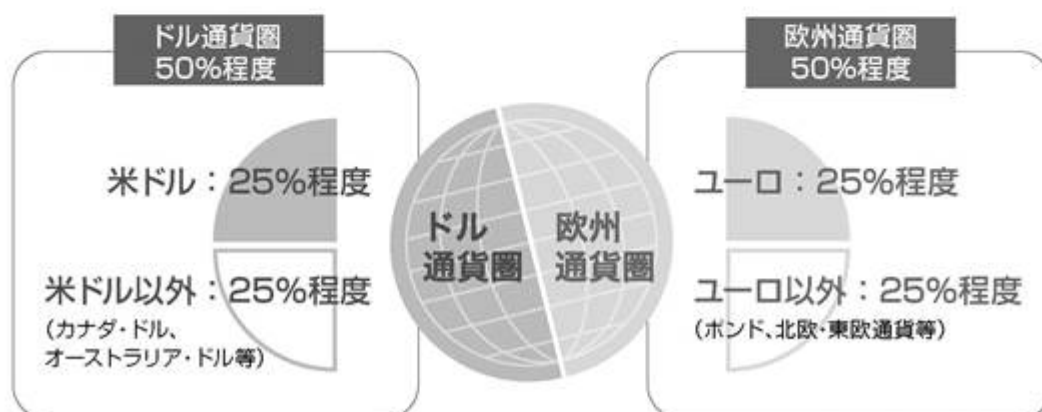 ドル通貨圏
50%程度
米ドル：25%程度
米ドル以外：25%程度
（カナダ・ドル、
オーストラリア・ドル等）
ドル
通貨圏
欧州
通貨圏
欧州通貨圏
50%程度
ユーロ：25%程度
ユーロ以外：25%程度
（ポンド、北欧・東欧通貨等）